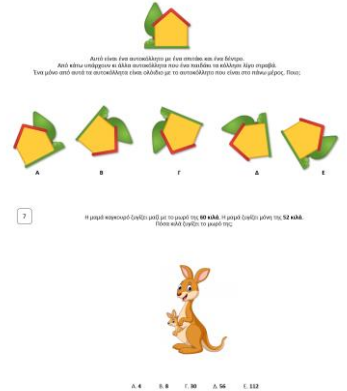 Αυτό είναι ένα αυτοκόλλητο με ένα σπιτάκι και ένα δέντρο.
Από κάτω υπάρχουν κι άλλα αυτοκόλλητα που ένα παιδάκι τα κόλλησε λίγο στραβά.
Ένα μόνο από αυτά τα αυτοκόλλητα είναι ολόιδιο με το αυτοκόλλητο που είναι στο πάνω μέρος. Ποιο;
Α Β Γ Δ Ε
7
Η μαμά καγκουρό ζυγίζει μαζί με το μωρό της 60 κιλά. Η μαμά ζυγίζει μόνη της 52 κιλά.
Πόσα κιλά ζυγίζει το μωρό της;
Α. 4 Β. 8 Γ. 30 Δ. 56 Ε. 112